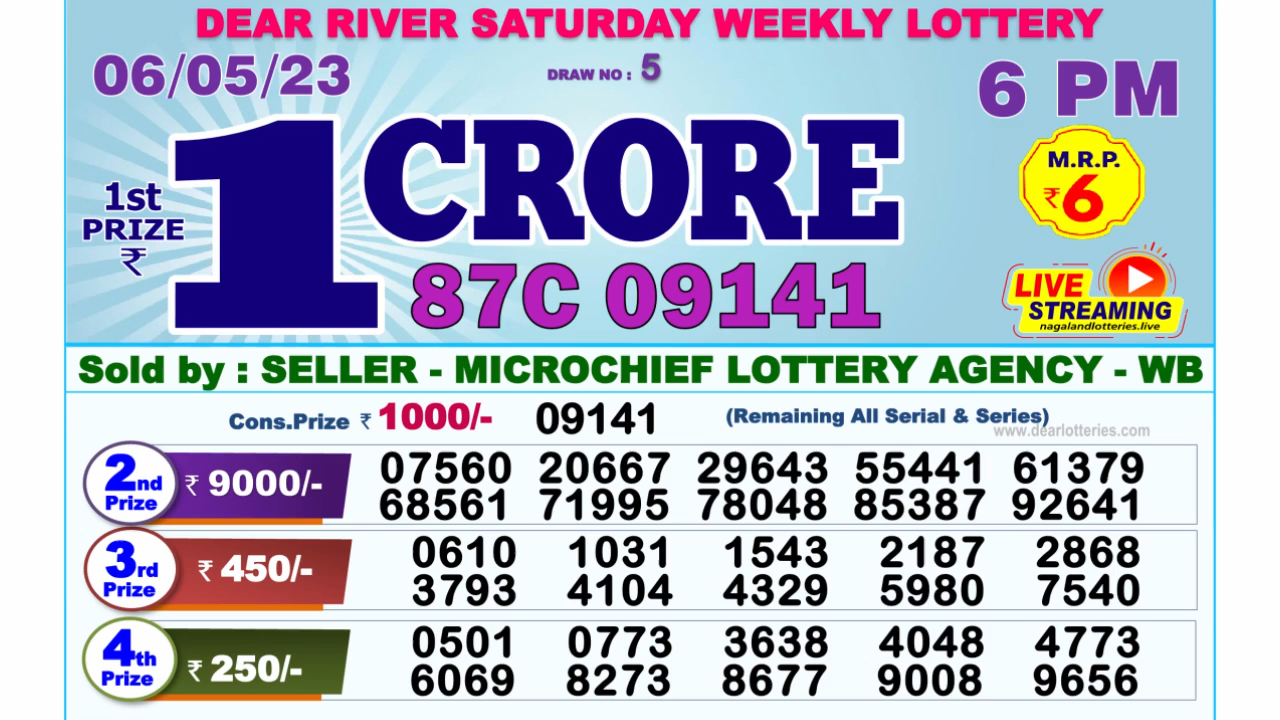 DEAR RIVER SATURDAY WEEKLY LOTTERY
06/05/23
DRAW NO : 5
6 PM
1st
PRIZE
₹
1 CRORE
87C 09141
M.R.P.
₹6
LIVE
STREAMING
nagalandlotteries.live
Sold by : SELLER - MICROCHIEF LOTTERY AGENCY - WB
Cons.Prize ₹ 1000/- 09141 (Remaining All Serial & Series)
www.dearlotteries.com
2nd Prize ₹ 9000/-
07560 20667 29643 55441 61379
68561 71995 78048 85387 92641
3rd Prize ₹ 450/-
0610 1031 1543 2187 2868
3793 4104 4329 5980 7540
4th Prize ₹ 250/-
0501 0773 3638 4048 4773
6069 8273 8677 9008 9656